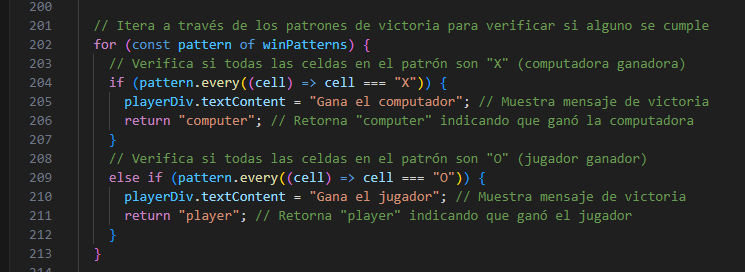 200
201 // Itera a través de los patrones de victoria para verificar si alguno se cumple
202 for (const pattern of winPatterns) {
203 // Verifica si todas las celdas en el patrón son "X" (computadora ganadora)
204 if (pattern.every((cell) => cell === "X")) {
205 playerDiv.textContent = "Gana el computador"; // Muestra mensaje de victoria
206 return "computer"; // Retorna "computer" indicando que ganó la computadora
207 }
208 // Verifica si todas las celdas en el patrón son "O" (jugador ganador)
209 else if (pattern.every((cell) => cell === "O")) {
210 playerDiv.textContent = "Gana el jugador"; // Muestra mensaje de victoria
211 return "player"; // Retorna "player" indicando que ganó el jugador
212 }
213 }
214